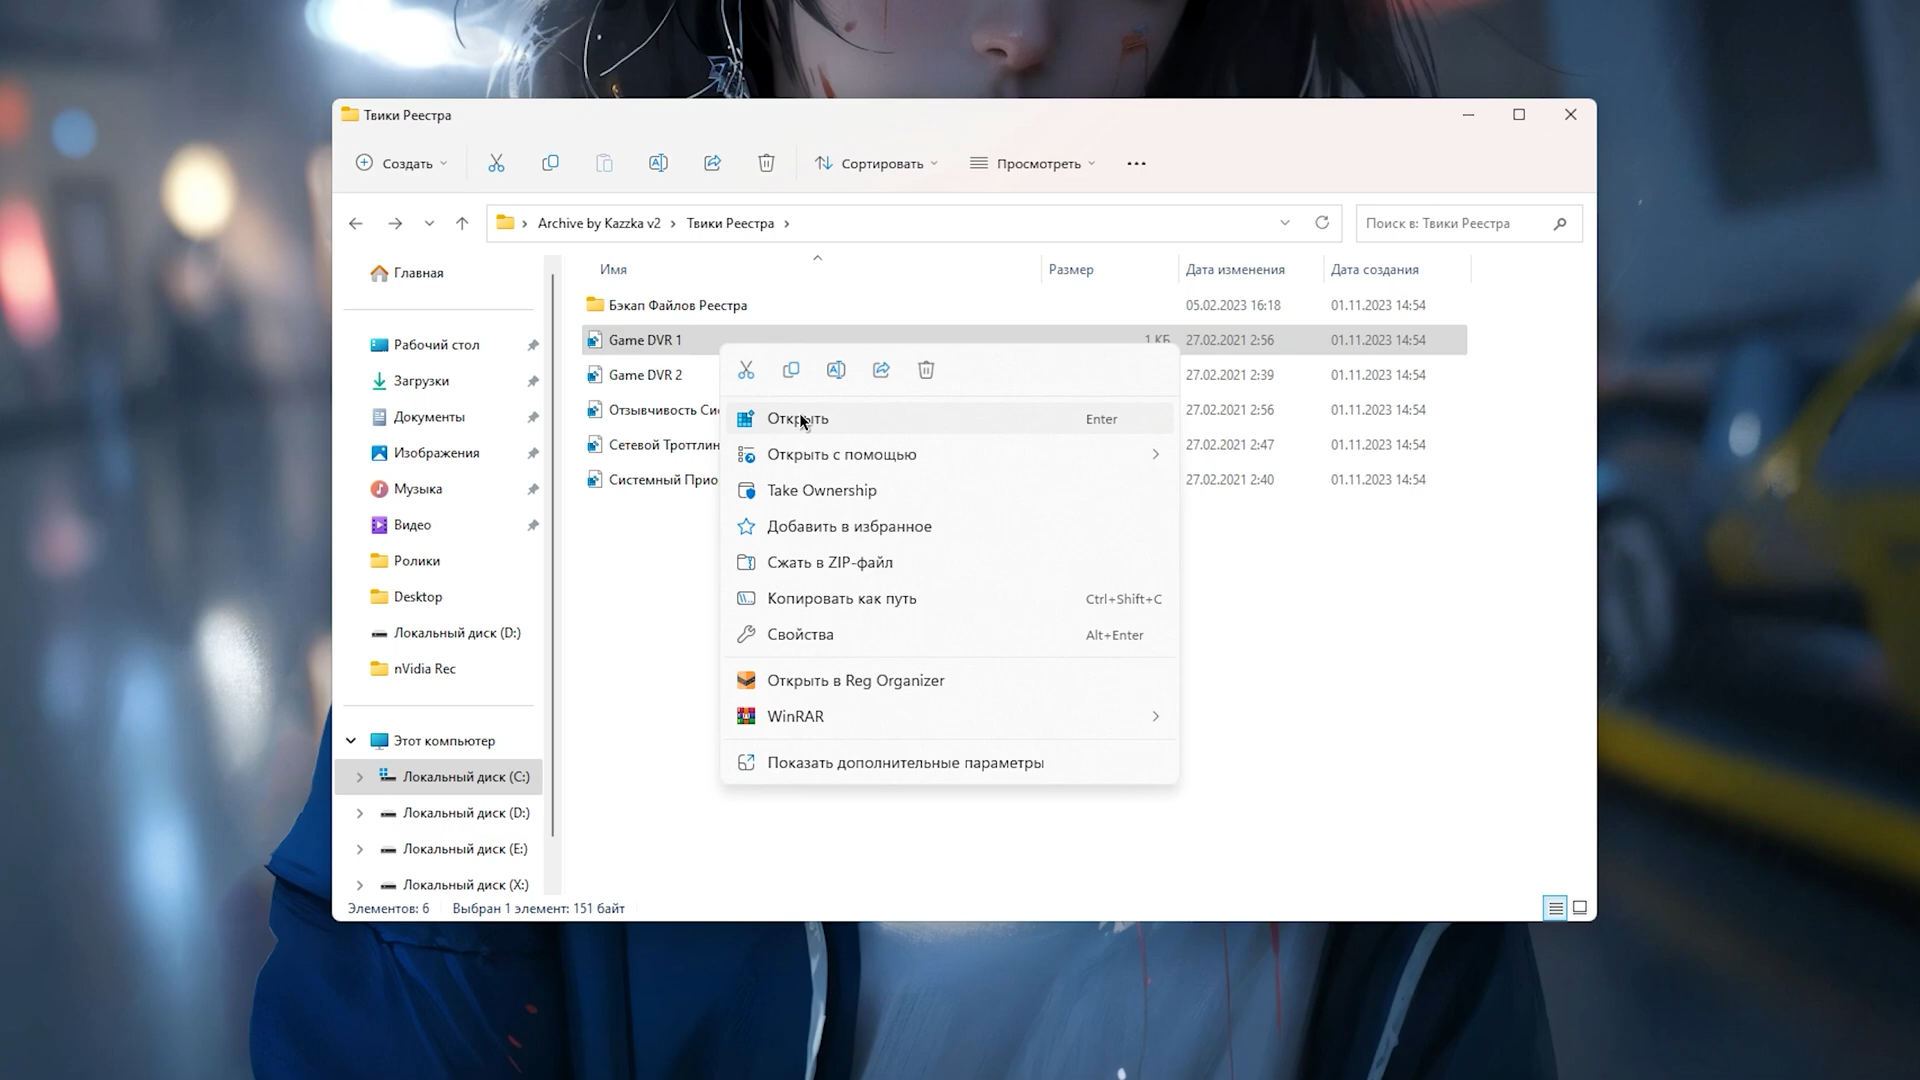 Твики Реестра
Создать
Сортировать
Просмотреть
Archive by Kazzka v2 > Твики Реестра >
Поиск в: Твики Реестра
Имя Размер Дата изменения Дата создания
Бэкап Файлов Реестра 05.02.2023 16:18 01.11.2023 14:54
Game DVR 1 1 КБ 27.02.2021 2:56 01.11.2023 14:54
Game DVR 2 27.02.2021 2:39 01.11.2023 14:54
Отзывчивость Си 27.02.2021 2:56 01.11.2023 14:54
Сетевой Троттлин 27.02.2021 2:47 01.11.2023 14:54
Системный Прио 27.02.2021 2:40 01.11.2023 14:54
Главная
Рабочий стол
Загрузки
Документы
Изображения
Музыка
Видео
Ролики
Desktop
Локальный диск (D:)
nVidia Rec
Этот компьютер
Локальный диск (C:)
Локальный диск (D:)
Локальный диск (E:)
Локальный диск (X:)
Открыть Enter
Открыть с помощью
Take Ownership
Добавить в избранное
Сжать в ZIP-файл
Копировать как путь Ctrl+Shift+C
Свойства Alt+Enter
Открыть в Reg Organizer
WinRAR
Показать дополнительные параметры
Элементов: 6 Выбран 1 элемент: 151 байт